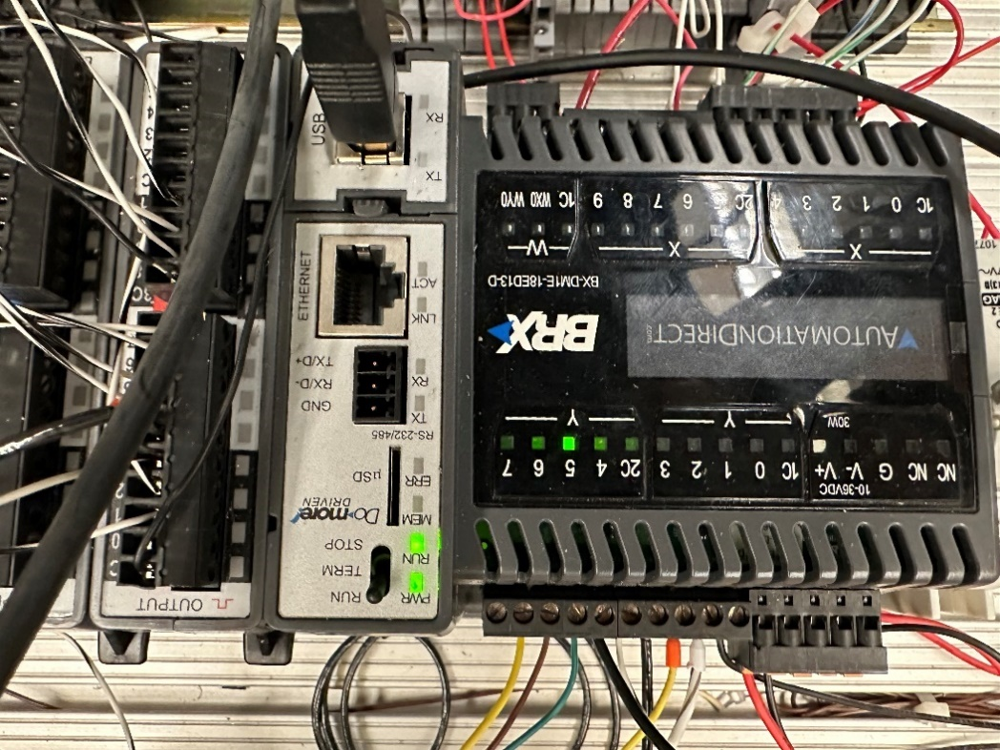 USB
RX
TX
ETHERNET
ACT
LNK
TX/D+
RX/D-
GND
RX
TX
RS-232/485
µSD
ERR
MEM
RUN
PWR
Do-more
DRIVEN
STOP
TERM
RUN
OUTPUT
1C 0 1 2 3 4
X
2C 6 7 8 9
X
1C WX0 WY0
W
BX-DM1E-18ED13-D
AUTOMATIONDIRECT
.com
BRX
30W
10-36VDC
NC NC G V- V+
Y
1C 0 1 2 3
Y
2C 4 5 6 7